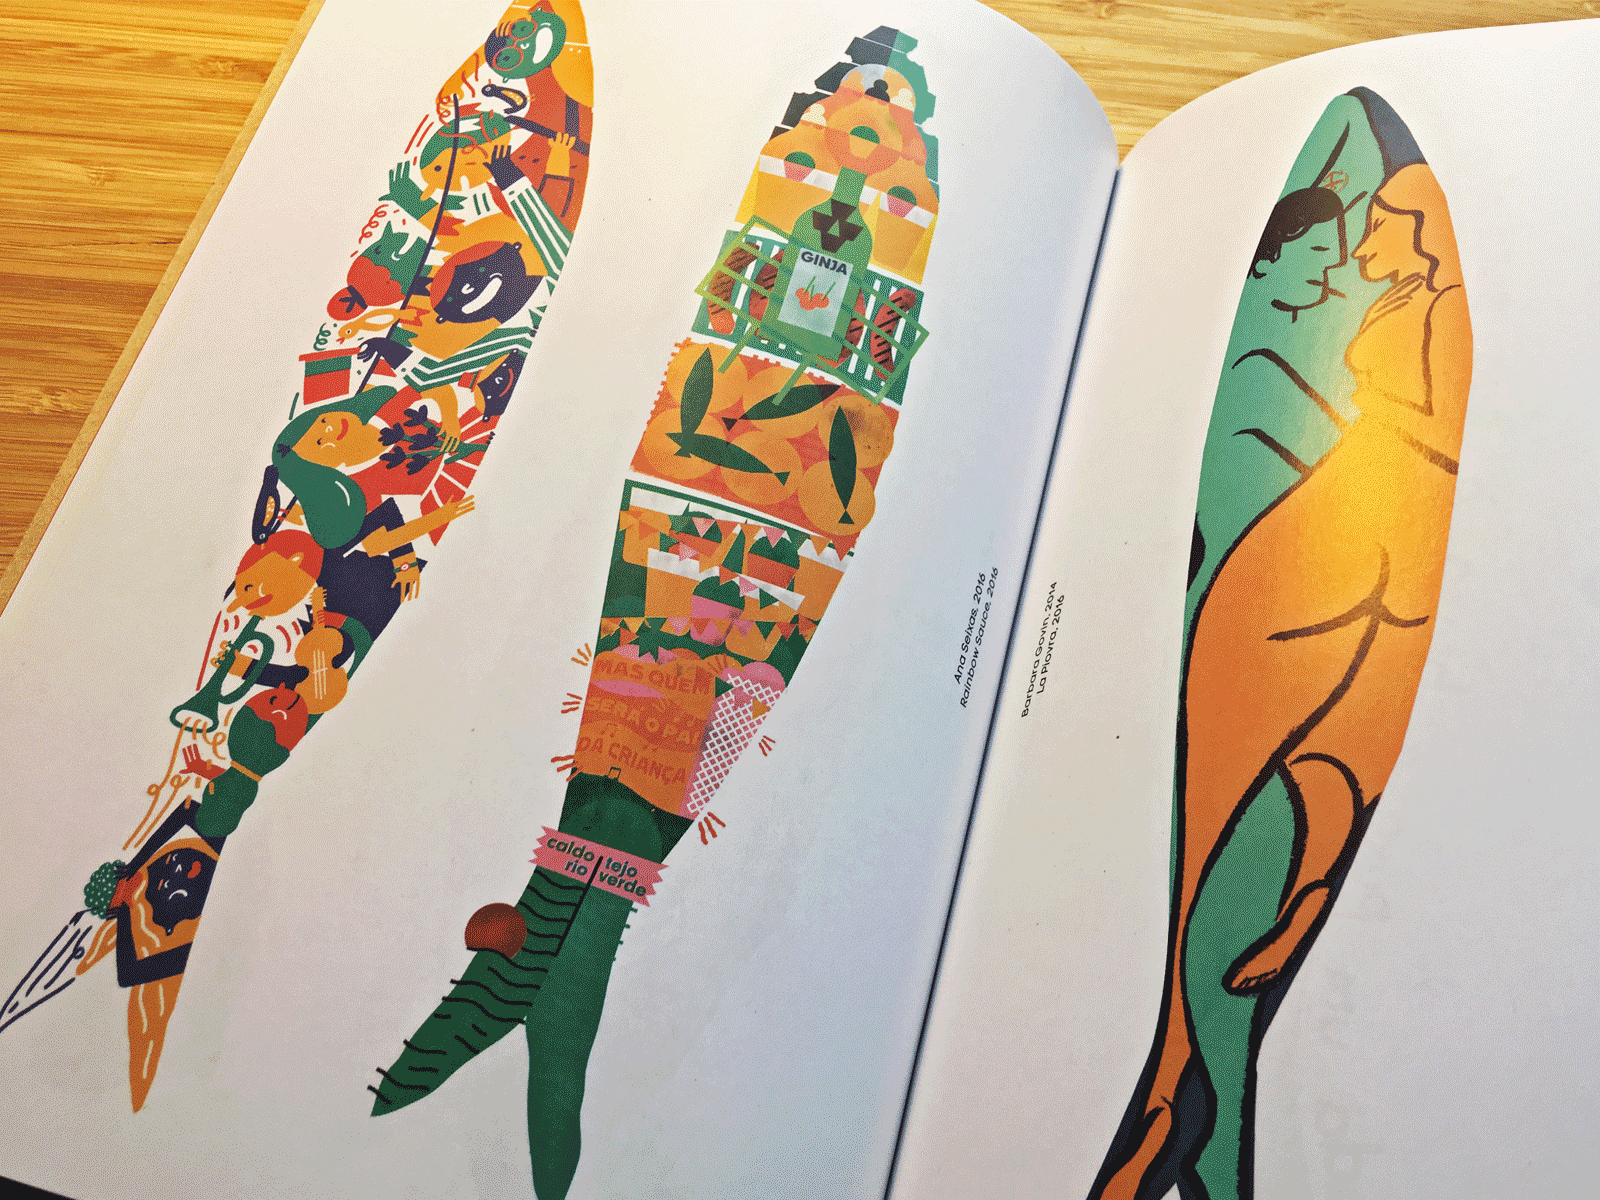 GINJA
MAS QUEM
SERÁ O PAI
DA CRIANÇA
caldo tejo
rio verde
Ana Seixas, 2016
Rainbow Sauce, 2016
Barbara Govin, 2014
La Piovra, 2016